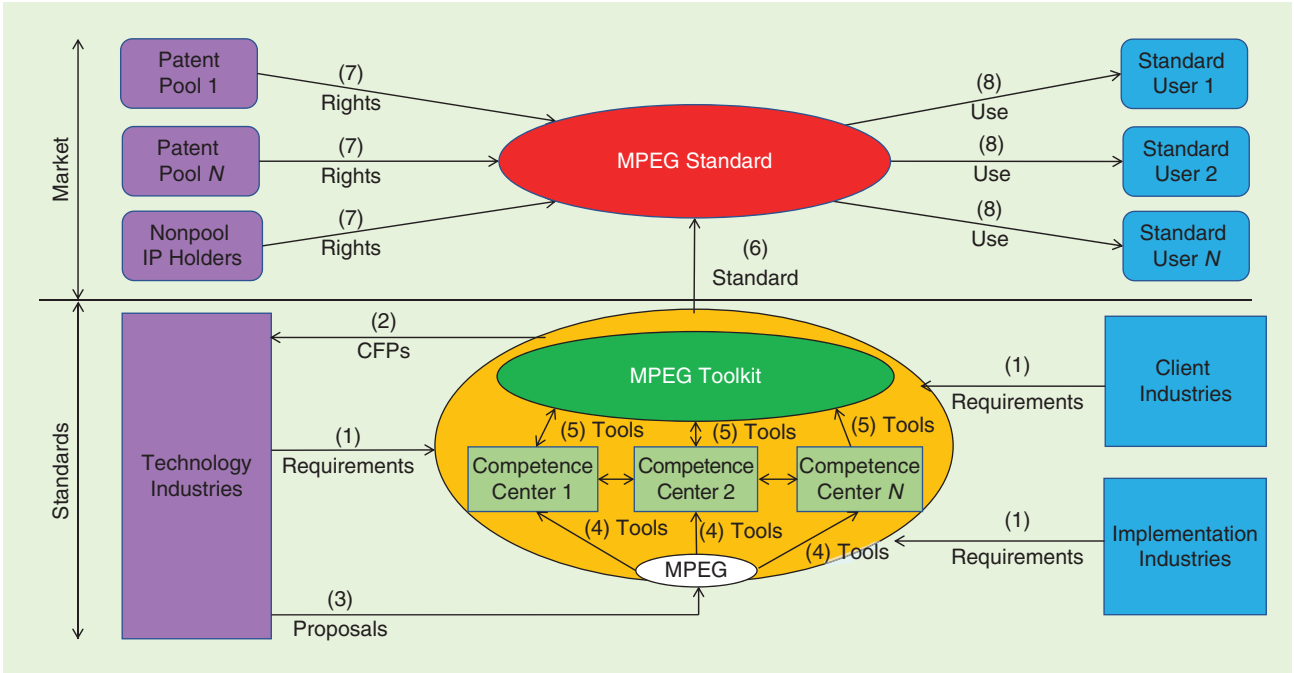 Market
Patent
Pool 1
(7)
Rights
Patent
Pool N
(7)
Rights
Nonpool
IP Holders
(7)
Rights
MPEG Standard
(8)
Use
Standard
User 1
(8)
Use
Standard
User 2
(8)
Use
Standard
User N
(6)
Standard
Standards
Technology
Industries
(2)
CFPs
(1)
Requirements
(3)
Proposals
MPEG Toolkit
(5) Tools
(5) Tools
(5) Tools
Competence
Center 1
Competence
Center 2
Competence
Center N
(4) Tools
(4) Tools
(4) Tools
MPEG
(1)
Requirements
Client
Industries
(1)
Requirements
Implementation
Industries